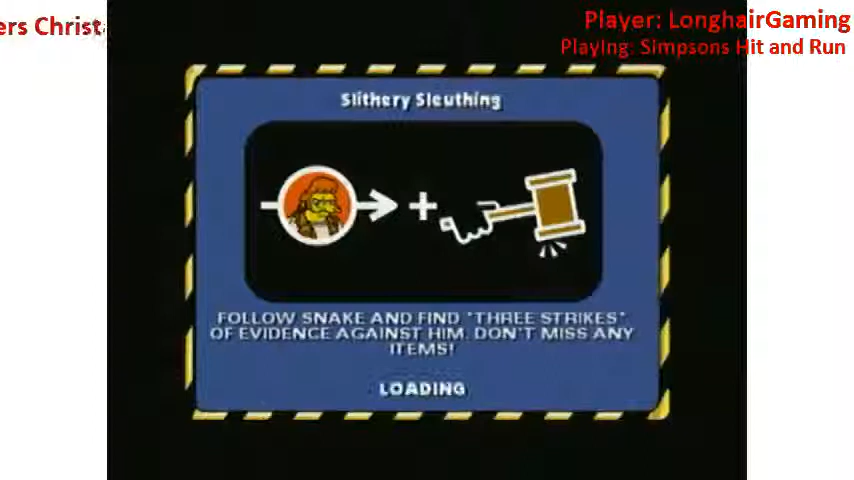 ers Christ
Player: LonghairGaming
Playing: Simpsons Hit and Run
Slithery Sleuthing
FOLLOW SNAKE AND FIND "THREE STRIKES"
OF EVIDENCE AGAINST HIM. DON'T MISS ANY
ITEMS!
LOADING